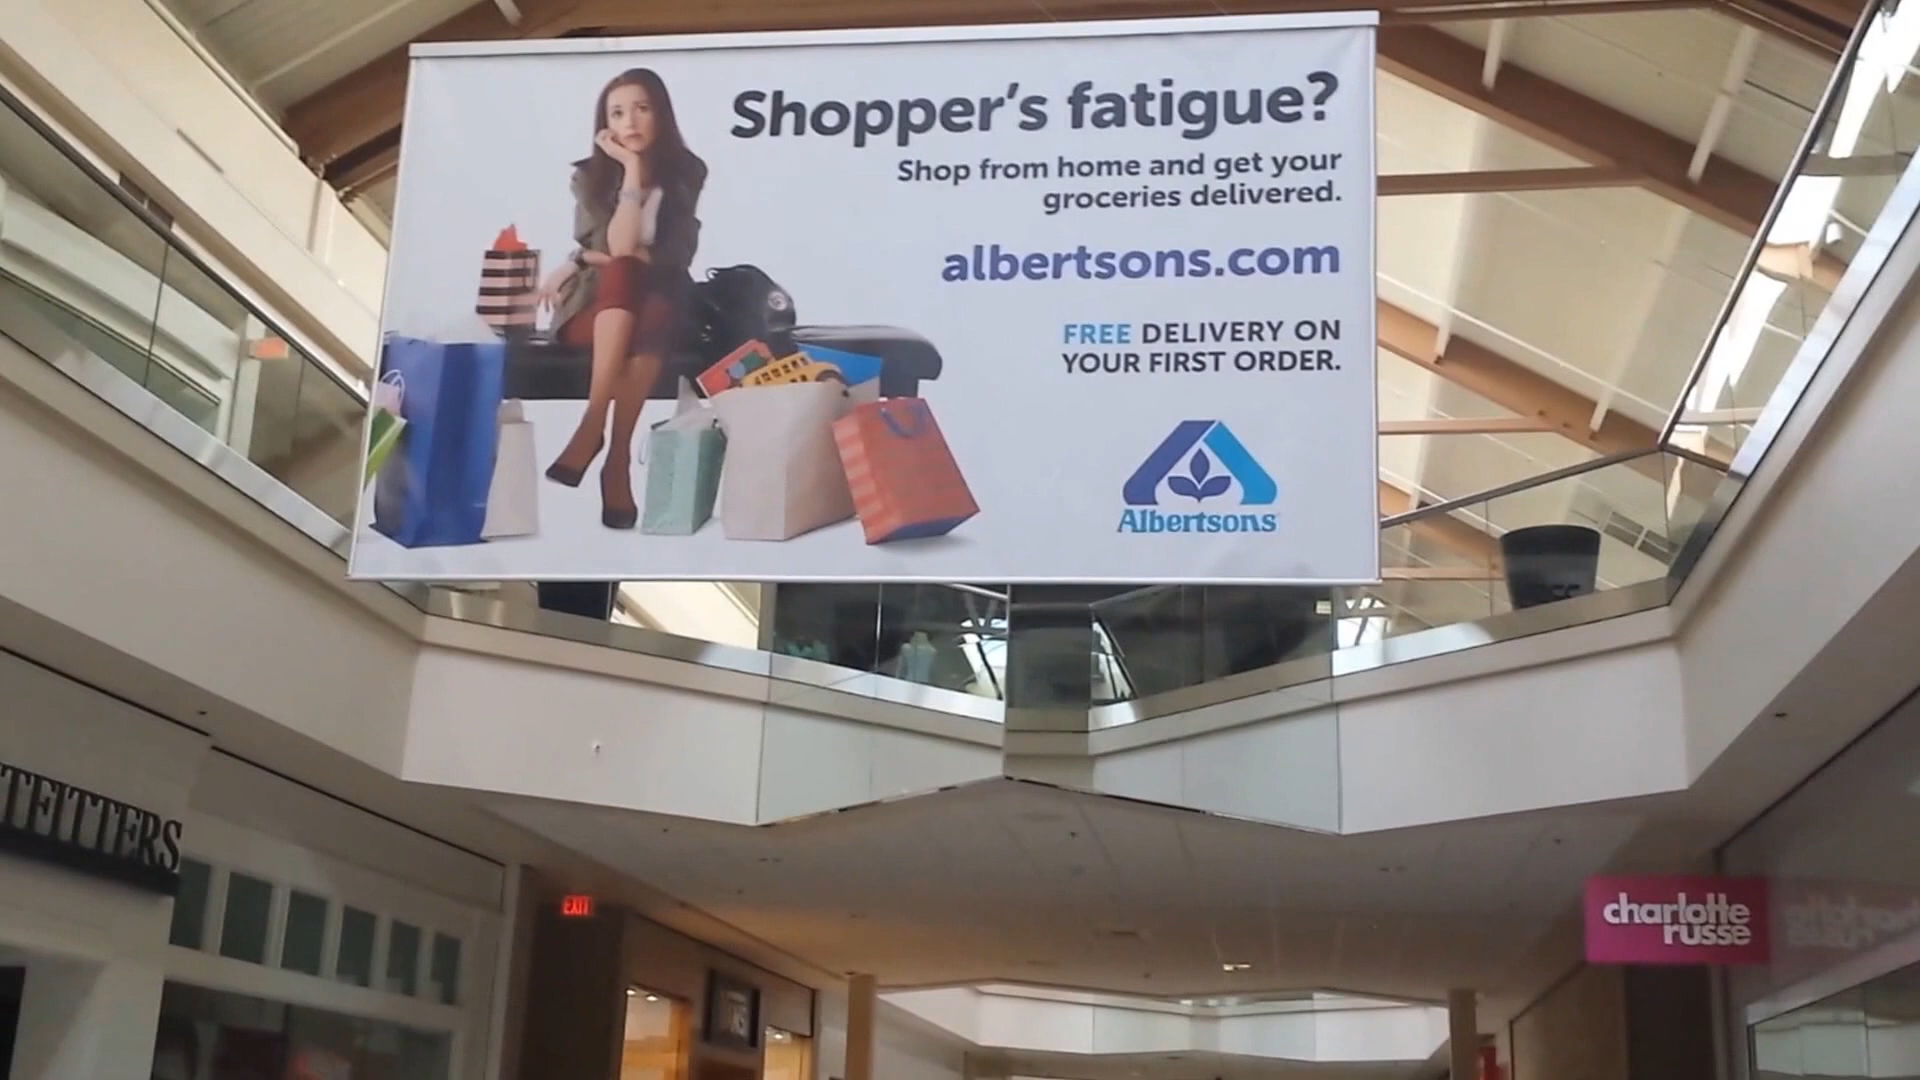 Shopper's fatigue?
Shop from home and get your
groceries delivered.
albertsons.com
FREE DELIVERY ON
YOUR FIRST ORDER.
Albertsons
TFITTERS
EXIT
charlotte
russe